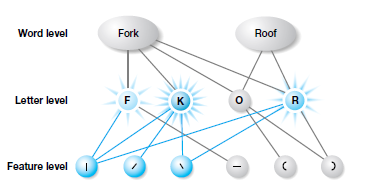 Word level Fork Roof
Letter level F K O R
Feature level | / \ – ( )